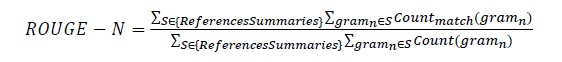 ROUGE − N = ∑S∈{ReferencesSummaries}∑gramₙ∈S Countmatch(gramₙ)
∑S∈{ReferencesSummaries}∑gramₙ∈S Count(gramₙ)